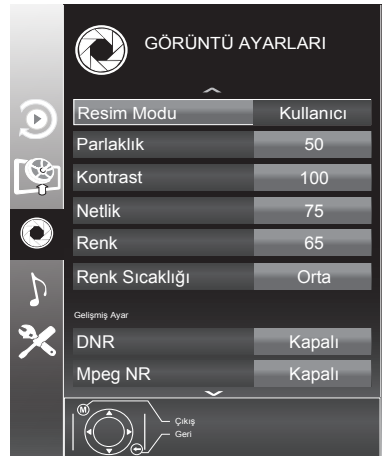 GÖRÜNTÜ AYARLARI
Resim Modu Kullanıcı
Parlaklık 50
Kontrast 100
Netlik 75
Renk 65
Renk Sıcaklığı Orta
Gelişmiş Ayar
DNR Kapalı
Mpeg NR Kapalı
M
Çıkış
Geri